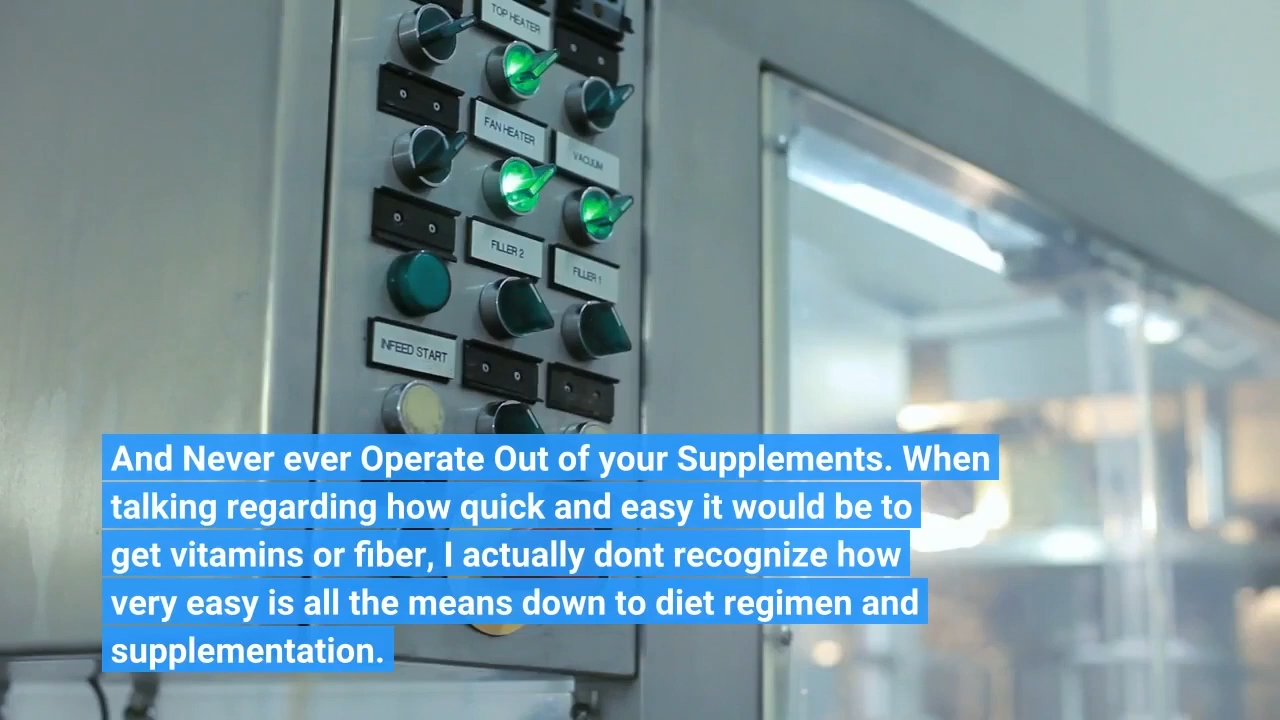 TOP HEATER
FAN HEATER
VACUUM
FILLER 2
FILLER 1
INFEED START
And Never ever Operate Out of your Supplements. When
talking regarding how quick and easy it would be to
get vitamins or fiber, I actually dont recognize how
very easy is all the means down to diet regimen and
supplementation.